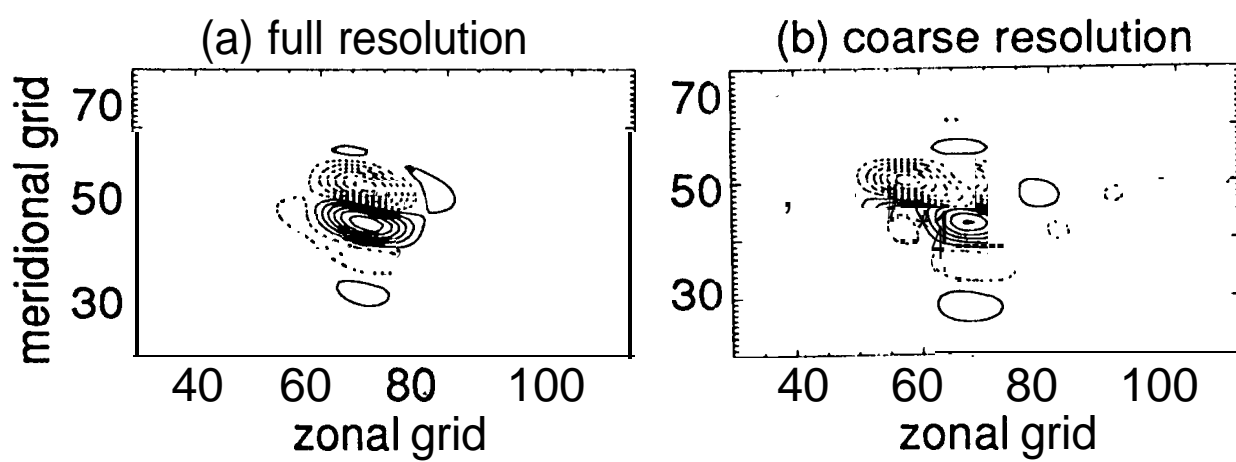 (a) full resolution
(b) coarse resolution
meridional grid
70
50
30
40 60 80 100
zonal grid
70
50
30
40 60 80 100
zonal grid